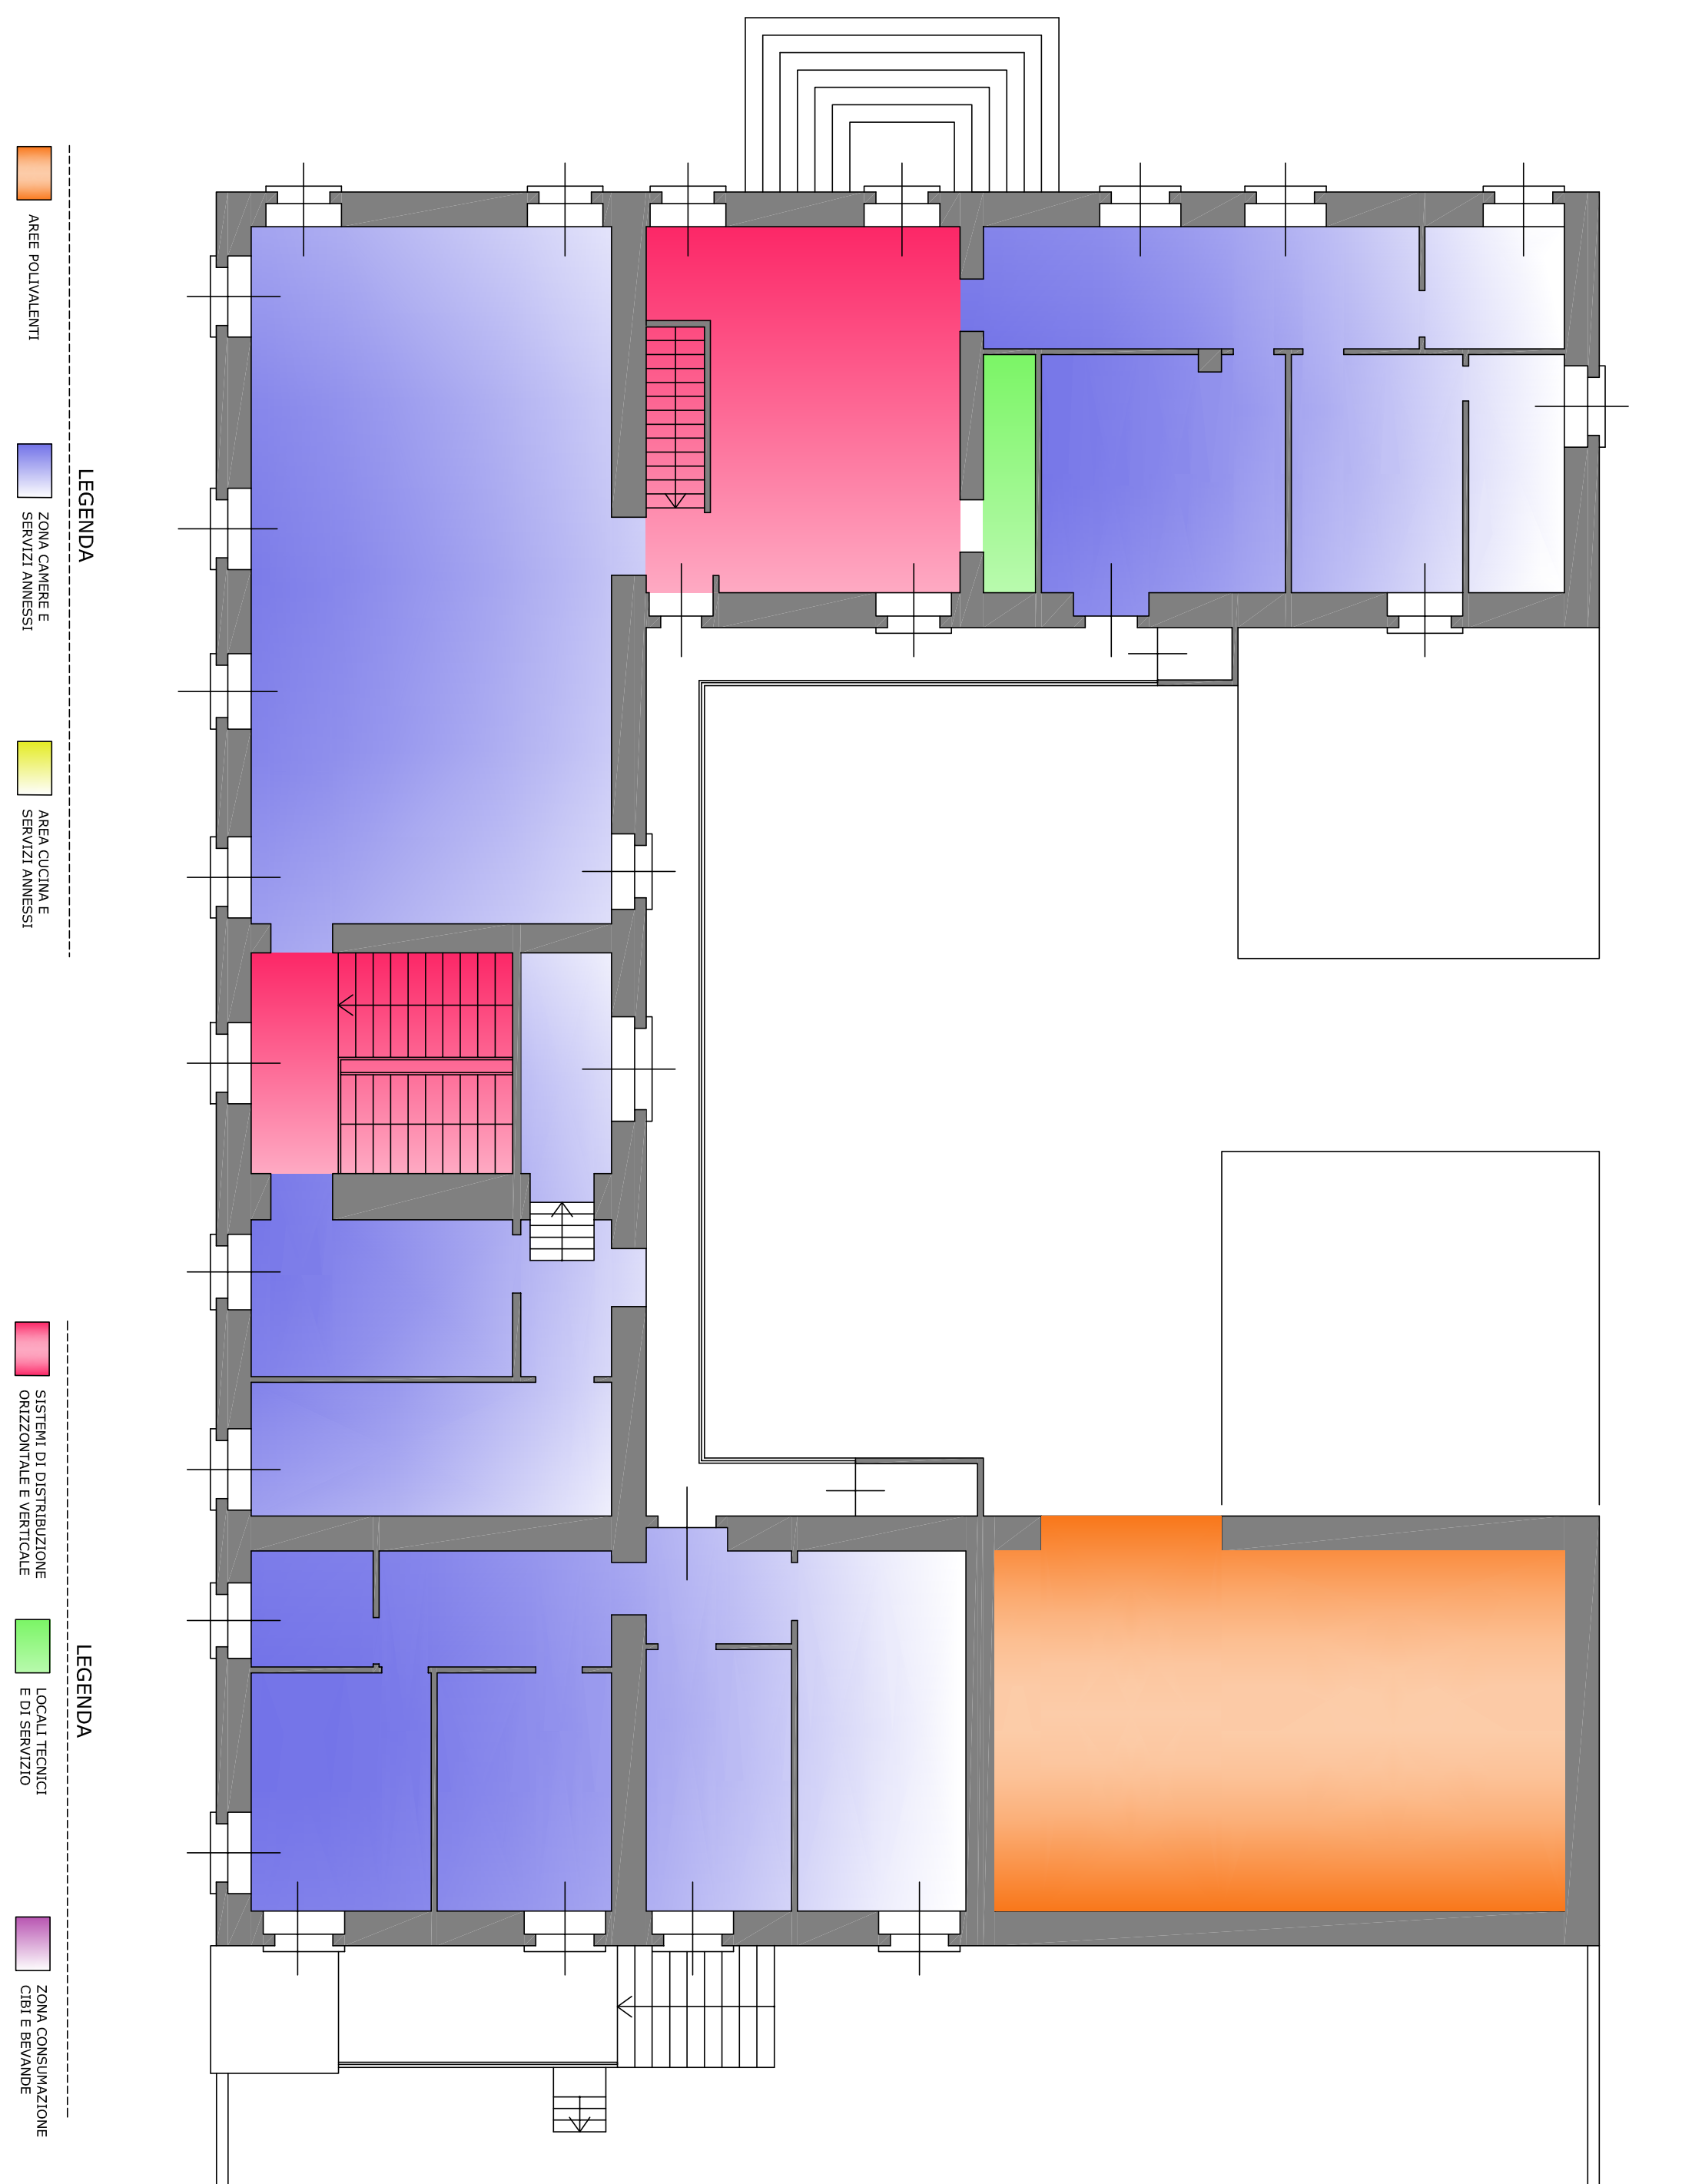 LEGENDA
AREE POLIVALENTI
ZONA CAMERE E
SERVIZI ANNESSI
AREA CUCINA E
SERVIZI ANNESSI
LEGENDA
SISTEMI DI DISTRIBUZIONE
ORIZZONTALE E VERTICALE
LOCALI TECNICI
E DI SERVIZIO
ZONA CONSUMAZIONE
CIBI E BEVANDE